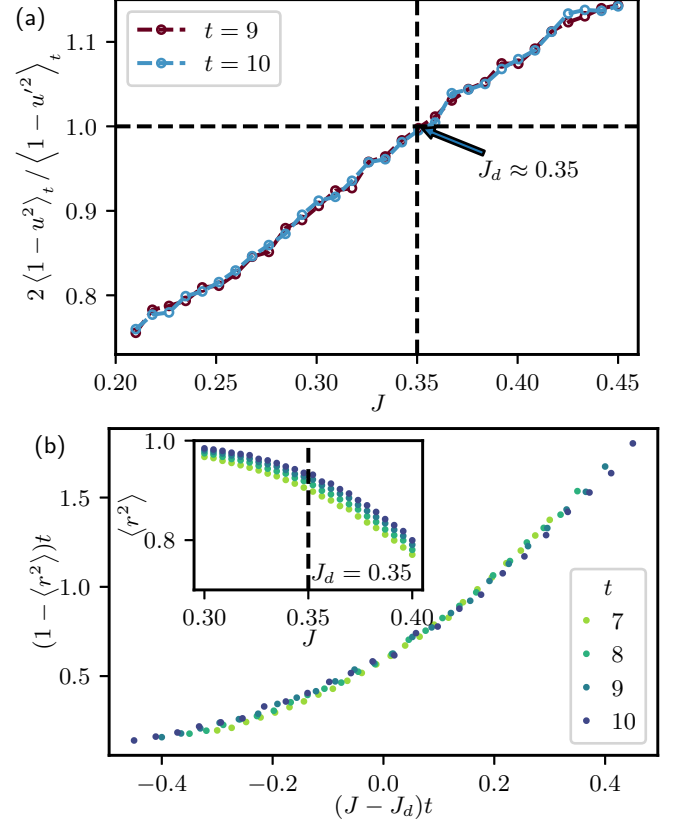 (a)
2 ⟨1 − u²⟩_t / ⟨1 − u′²⟩_t
1.1
1.0
0.9
0.8
t = 9
t = 10
J_d ≈ 0.35
0.20 0.25 0.30 0.35 0.40 0.45
J
(b)
(1 − ⟨r²⟩)t
1.5
1.0
0.5
⟨r²⟩
1.0
0.8
J_d = 0.35
0.30 0.35 0.40
J
t
7
8
9
10
−0.4 −0.2 0.0 0.2 0.4
(J − J_d)t